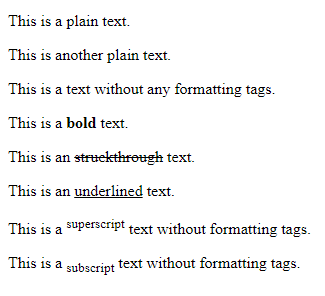 This is a plain text.
This is another plain text.
This is a text without any formatting tags.
This is a bold text.
This is an struckthrough text.
This is an underlined text.
This is a superscript text without formatting tags.
This is a subscript text without formatting tags.